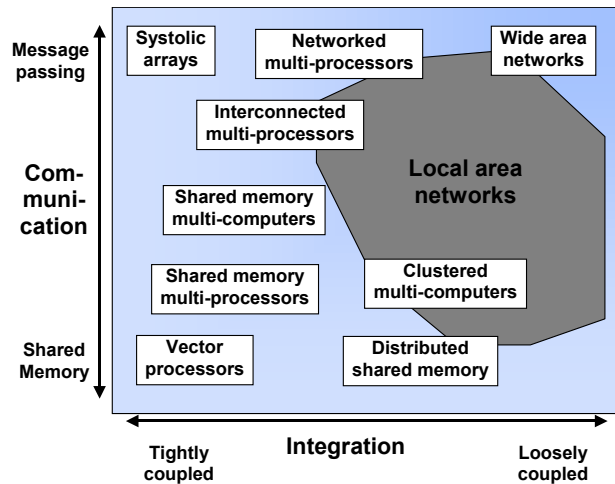 Message
passing
Systolic
arrays
Networked
multi-processors
Wide area
networks
Interconnected
multi-processors
Com-
muni-
cation
Local area
networks
Shared memory
multi-computers
Shared memory
multi-processors
Clustered
multi-computers
Shared
Memory
Vector
processors
Distributed
shared memory
Tightly
coupled
Integration
Loosely
coupled